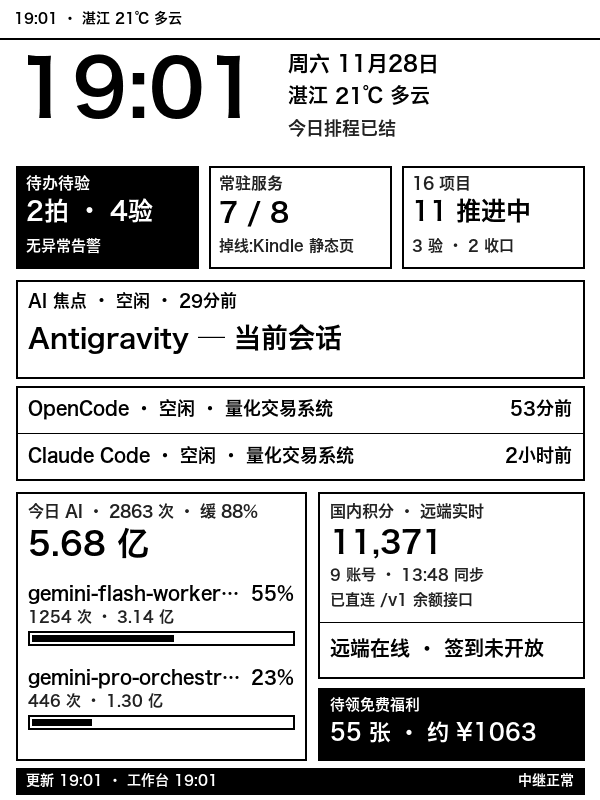 19:01 · 湛江 21℃ 多云
19:01
周六 11月28日
湛江 21℃ 多云
今日排程已结
待办待验
2拍 · 4验
无异常告警
常驻服务
7 / 8
掉线:Kindle 静态页
16 项目
11 推进中
3 验 · 2 收口
AI 焦点 · 空闲 · 29分前
Antigravity — 当前会话
OpenCode · 空闲 · 量化交易系统 53分前
Claude Code · 空闲 · 量化交易系统 2小时前
今日 AI · 2863 次 · 缓 88%
5.68 亿
gemini-flash-worker… 55%
1254 次 · 3.14 亿
gemini-pro-orchestr… 23%
446 次 · 1.30 亿
国内积分 · 远端实时
11,371
9 账号 · 13:48 同步
已直连 /v1 余额接口
远端在线 · 签到未开放
待领免费福利
55 张 · 约 ¥1063
更新 19:01 · 工作台 19:01 中继正常